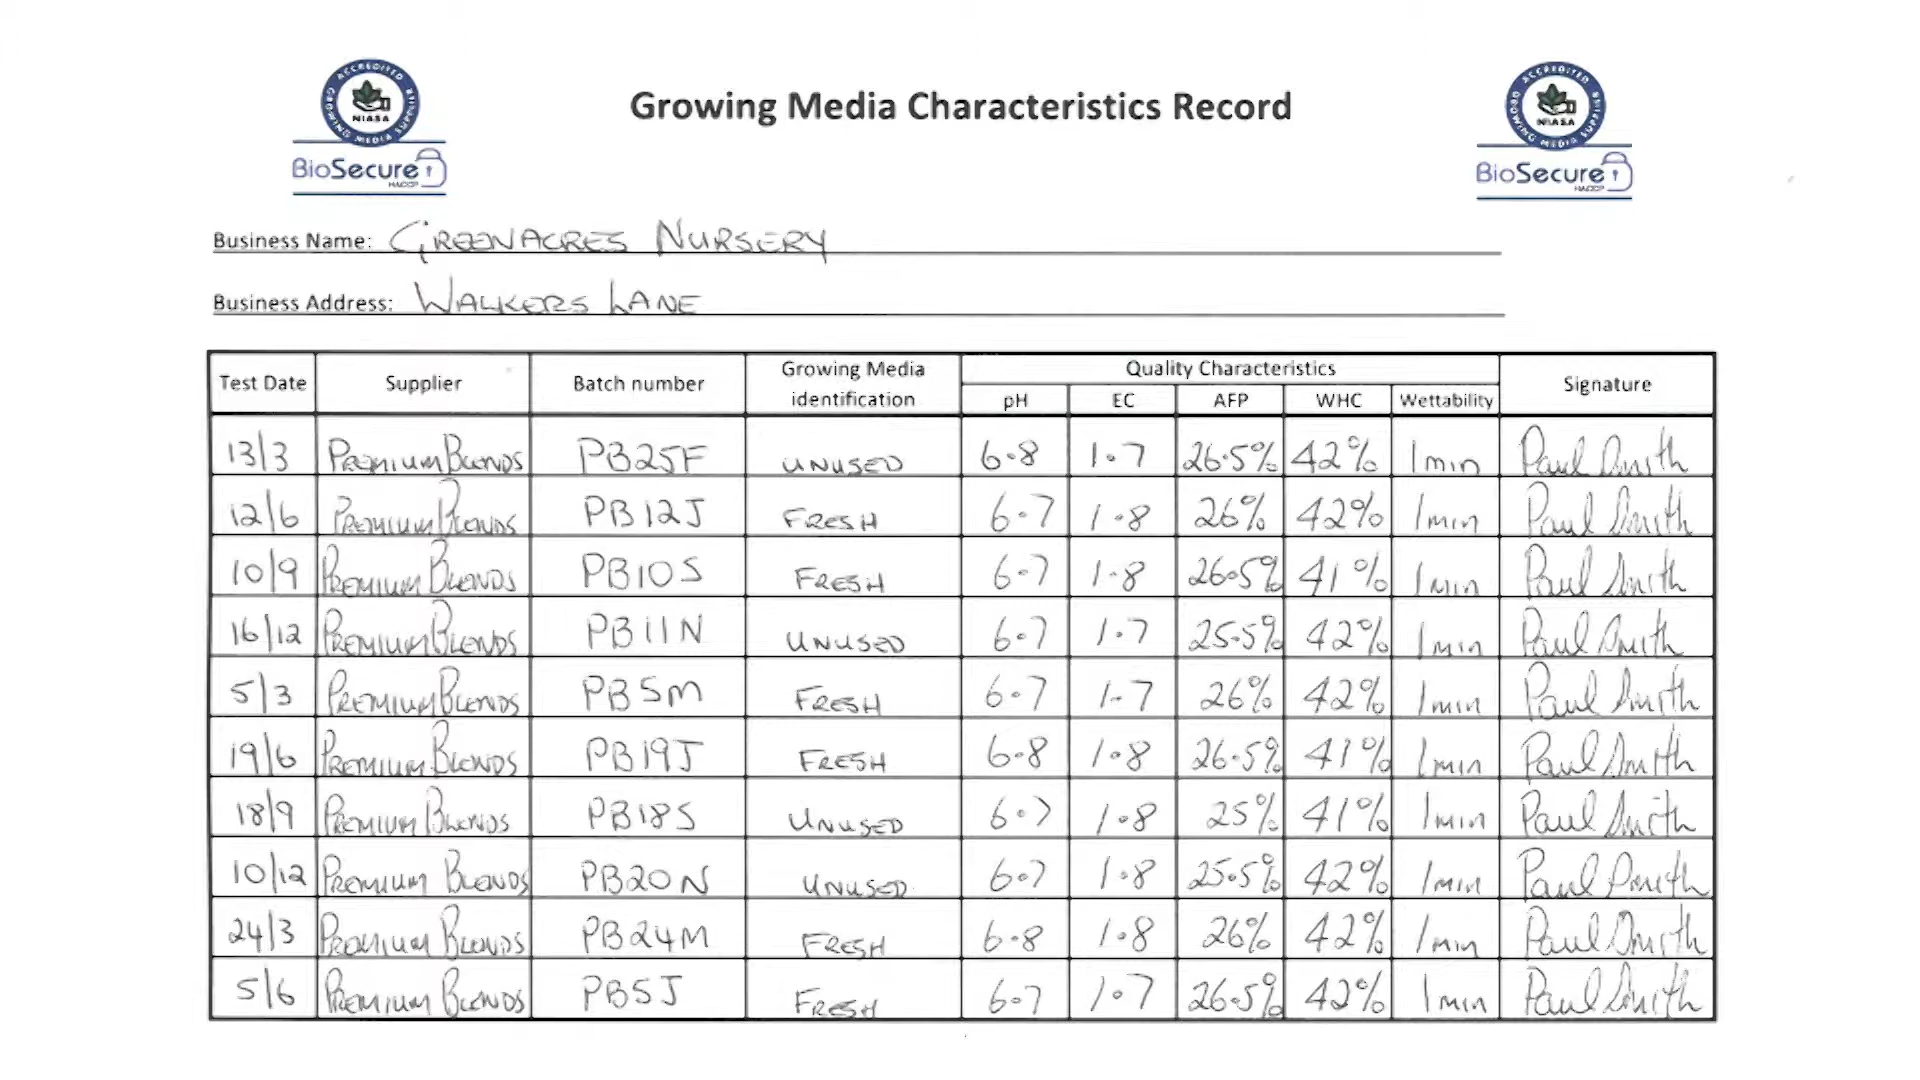 ACCREDITED
GROWING MEDIA SUPPLIER
NIASA
BioSecure
HACCP
Growing Media Characteristics Record
ACCREDITED
GROWING MEDIA SUPPLIER
NIASA
BioSecure
HACCP
Business Name: GREENACRES NURSERY
Business Address: WALKERS LANE
Test Date Supplier Batch number Growing Media identification Quality Characteristics Signature
pH EC AFP WHC Wettability
13/3 PREMIUM BLENDS PB25F UNUSED 6.8 1.7 26.5% 42% 1min Paul Smith
12/6 PREMIUM BLENDS PB12J FRESH 6.7 1.8 26% 42% 1min Paul Smith
10/9 PREMIUM BLENDS PB10S FRESH 6.7 1.8 26.5% 41% 1min Paul Smith
16/12 PREMIUM BLENDS PB11N UNUSED 6.7 1.7 25.5% 42% 1min Paul Smith
5/3 PREMIUM BLENDS PB5M FRESH 6.7 1.7 26% 42% 1min Paul Smith
19/6 PREMIUM BLENDS PB19J FRESH 6.8 1.8 26.5% 41% 1min Paul Smith
18/9 PREMIUM BLENDS PB18S UNUSED 6.7 1.8 25% 41% 1min Paul Smith
10/12 PREMIUM BLENDS PB20N UNUSED 6.7 1.8 25.5% 42% 1min Paul Smith
24/3 PREMIUM BLENDS PB24M FRESH 6.8 1.8 26% 42% 1min Paul Smith
5/6 PREMIUM BLENDS PB5J FRESH 6.7 1.7 26.5% 42% 1min Paul Smith